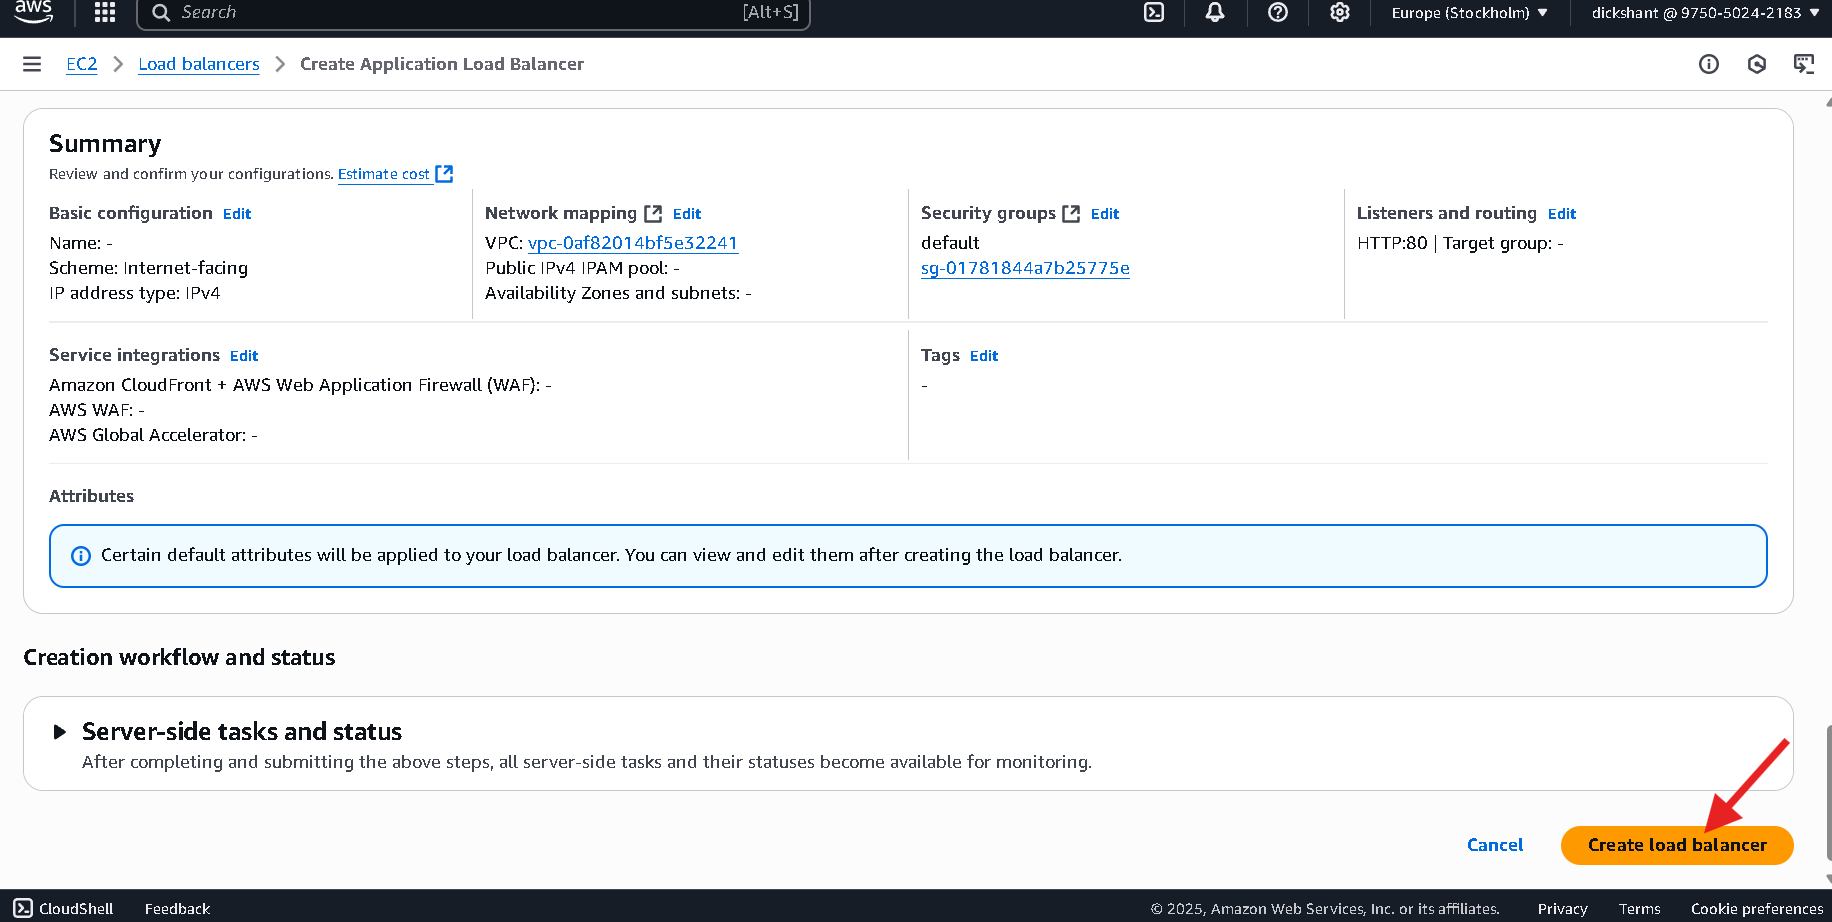 aws
Search
[Alt+S]
Europe (Stockholm)
dickshant @ 9750-5024-2183
EC2
Load balancers
Create Application Load Balancer
Summary
Review and confirm your configurations. Estimate cost
Basic configuration Edit
Name: -
Scheme: Internet-facing
IP address type: IPv4
Network mapping Edit
VPC: vpc-0af82014bf5e32241
Public IPv4 IPAM pool: -
Availability Zones and subnets: -
Security groups Edit
default
sg-01781844a7b25775e
Listeners and routing Edit
HTTP:80 | Target group: -
Service integrations Edit
Amazon CloudFront + AWS Web Application Firewall (WAF): -
AWS WAF: -
AWS Global Accelerator: -
Tags Edit
-
Attributes
Certain default attributes will be applied to your load balancer. You can view and edit them after creating the load balancer.
Creation workflow and status
Server-side tasks and status
After completing and submitting the above steps, all server-side tasks and their statuses become available for monitoring.
Cancel
Create load balancer
CloudShell
Feedback
© 2025, Amazon Web Services, Inc. or its affiliates.
Privacy
Terms
Cookie preferences